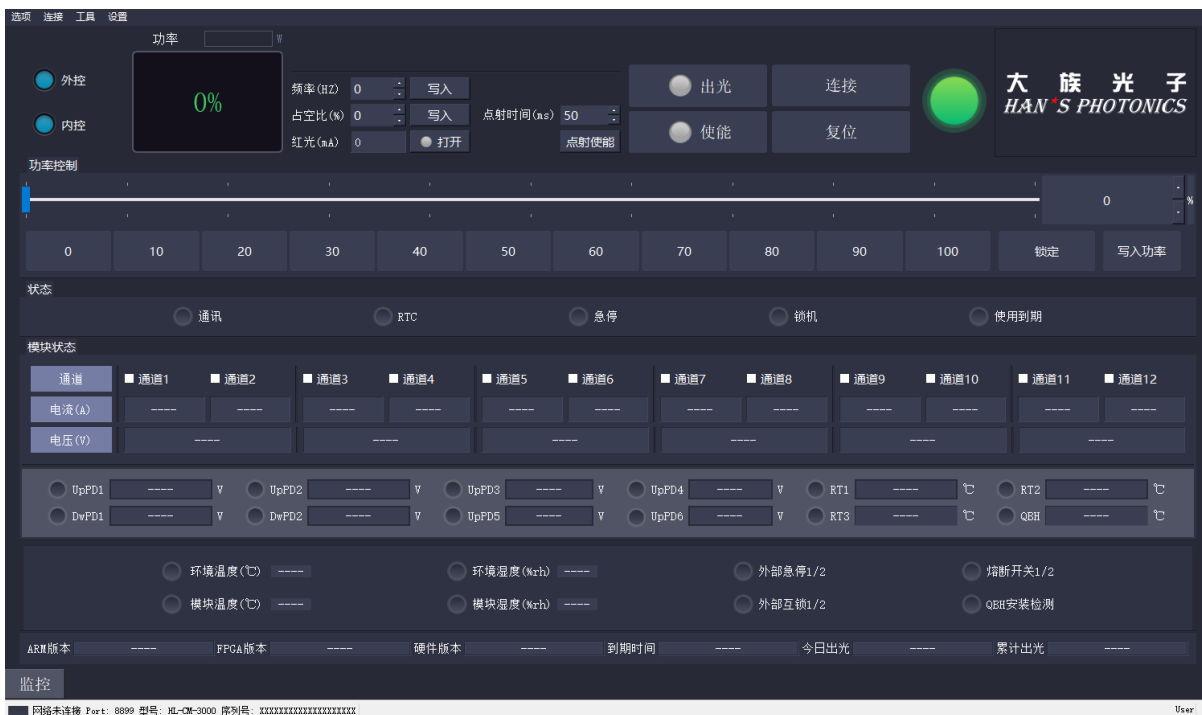 选项 连接 工具 设置
功率 W
外控
内控
0%
频率(HZ) 0 写入
占空比(%) 0 写入 点射时间(ms) 50
红光(mA) 0 打开 点射使能
出光 连接
使能 复位
大族光子
HAN*S PHOTONICS
功率控制
0 %
0 10 20 30 40 50 60 70 80 90 100 锁定 写入功率
状态
通讯 RTC 急停 锁机 使用到期
模块状态
通道 通道1 通道2 通道3 通道4 通道5 通道6 通道7 通道8 通道9 通道10 通道11 通道12
电流(A) ---- ---- ---- ---- ---- ---- ---- ---- ---- ---- ---- ----
电压(V) ---- ---- ---- ---- ---- ----
UpPD1 ---- V UpPD2 ---- V UpPD3 ---- V UpPD4 ---- V RT1 ---- ℃ RT2 ---- ℃
DwPD1 ---- V DwPD2 ---- V UpPD5 ---- V UpPD6 ---- V RT3 ---- ℃ QBH ---- ℃
环境温度(℃) ---- 环境湿度(%rh) ---- 外部急停1/2 熔断开关1/2
模块温度(℃) ---- 模块湿度(%rh) ---- 外部互锁1/2 QBH安装检测
ARM版本 ---- FPGA版本 ---- 硬件版本 ---- 到期时间 ---- 今日出光 ---- 累计出光 ----
监控
网络未连接 Port: 8899 型号: HL-CM-3000 序列号: XXXXXXXXXXXXXXXXXXXX User